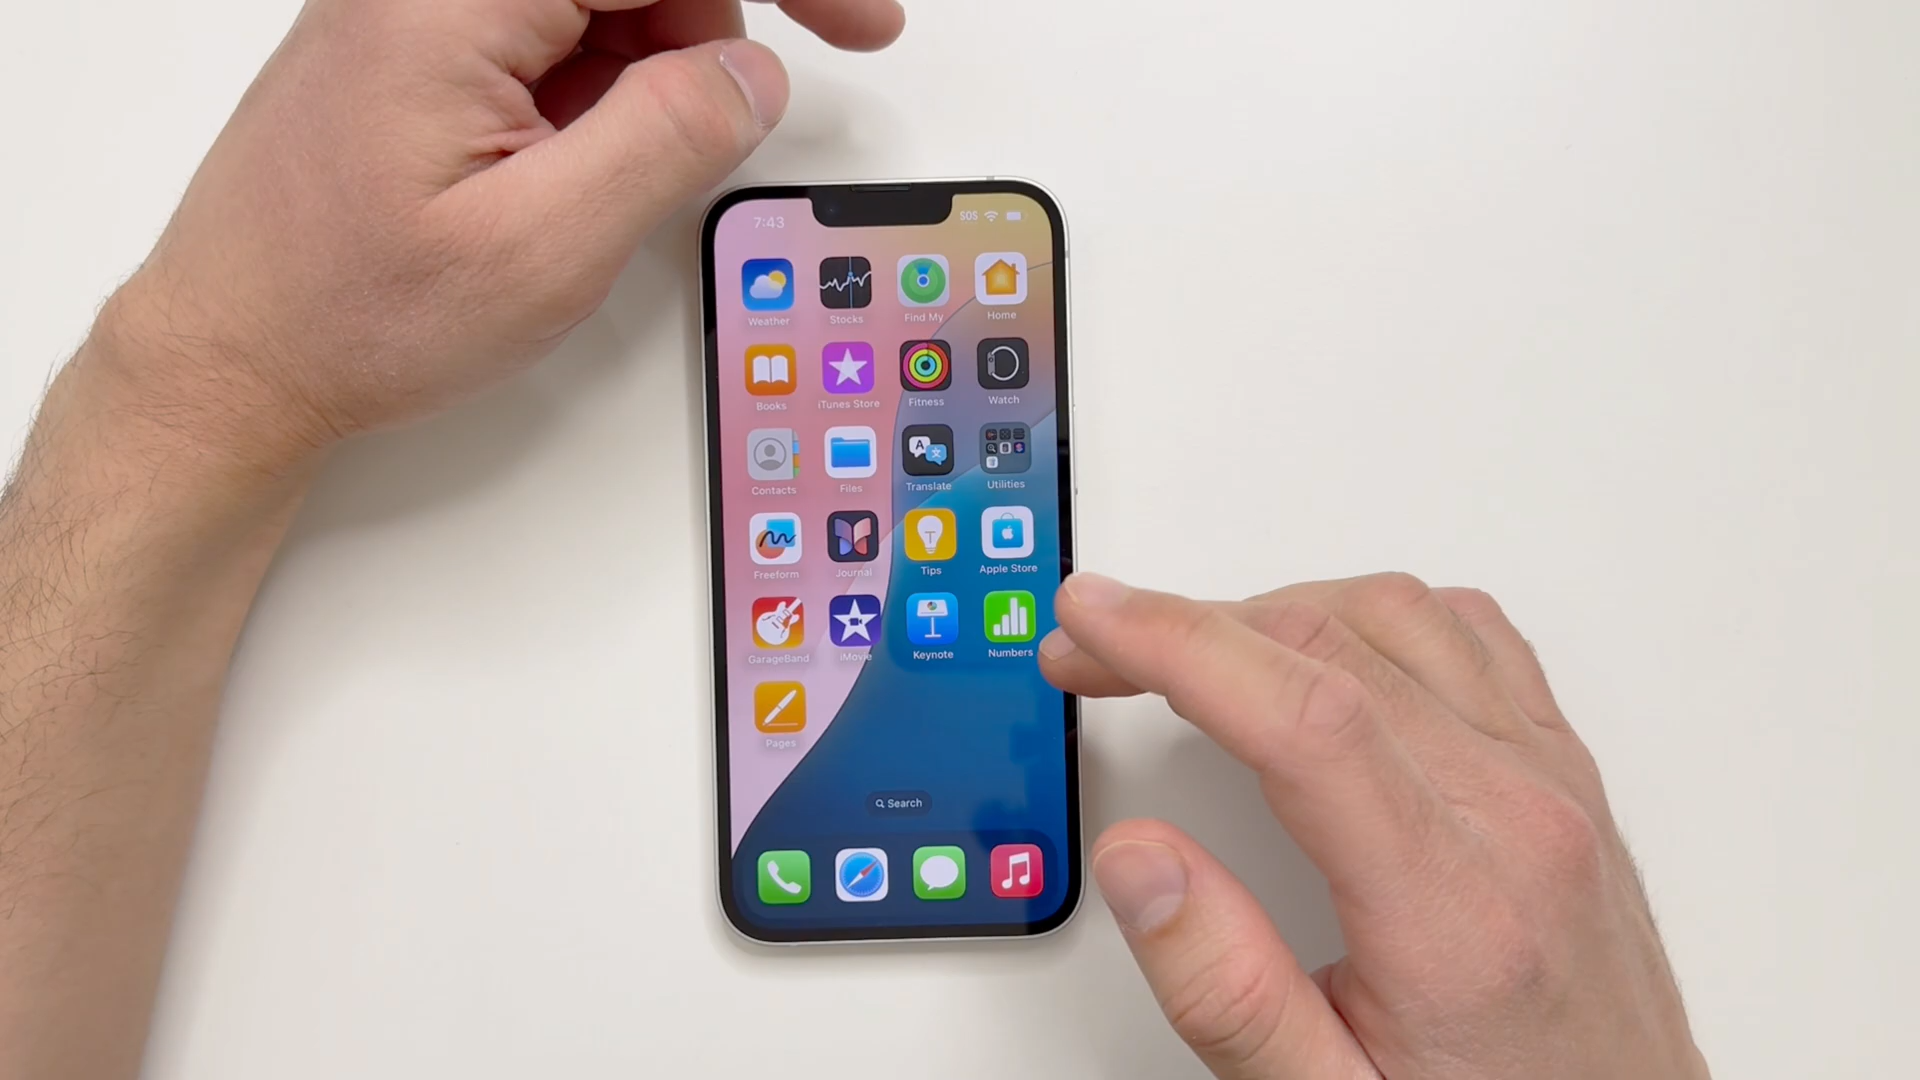 7:43 SOS
Weather Stocks Find My Home
Books iTunes Store Fitness Watch
A 文
Contacts Files Translate Utilities
Freeform Journal Tips Apple Store
GarageBand iMovie Keynote Numbers
Pages
Search